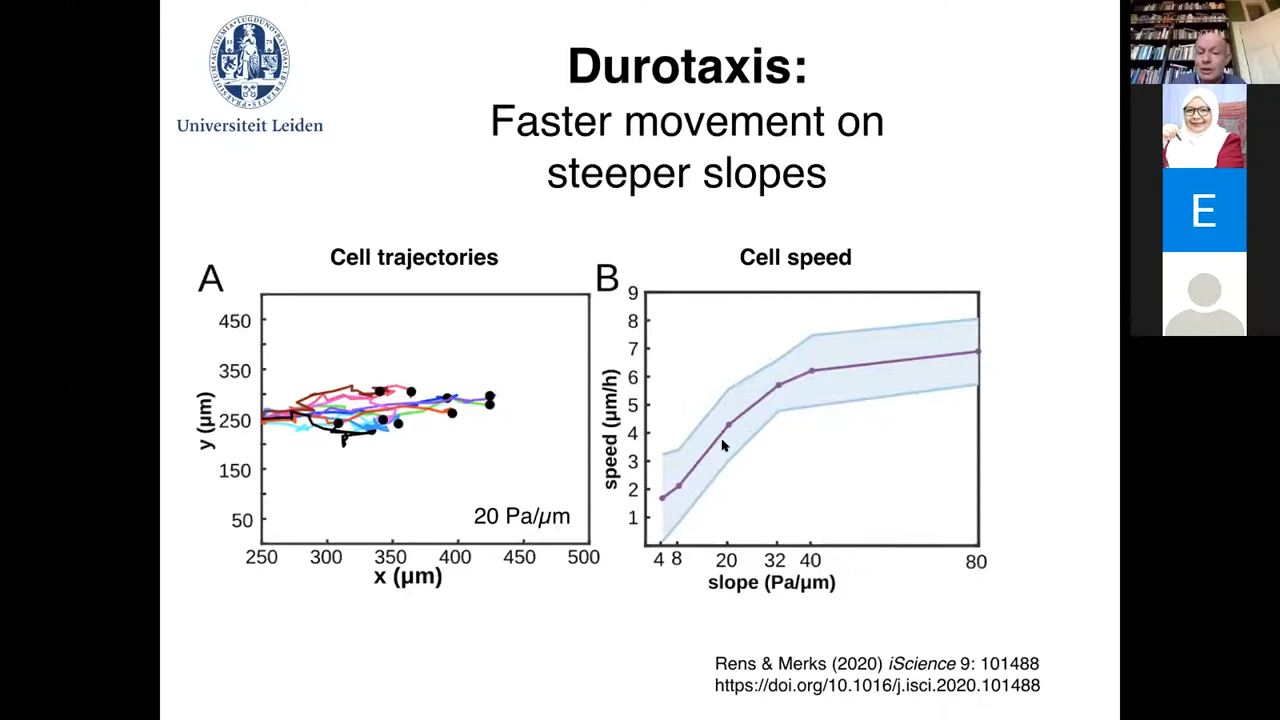 Universiteit Leiden
Durotaxis:
Faster movement on
steeper slopes
A
Cell trajectories
450
350
250
150
50
y (μm)
20 Pa/μm
250 300 350 400 450 500
x (μm)
B
Cell speed
9
8
7
6
5
4
3
2
1
speed (μm/h)
4 8 20 32 40 80
slope (Pa/μm)
Rens & Merks (2020) iScience 9: 101488
https://doi.org/10.1016/j.isci.2020.101488
E